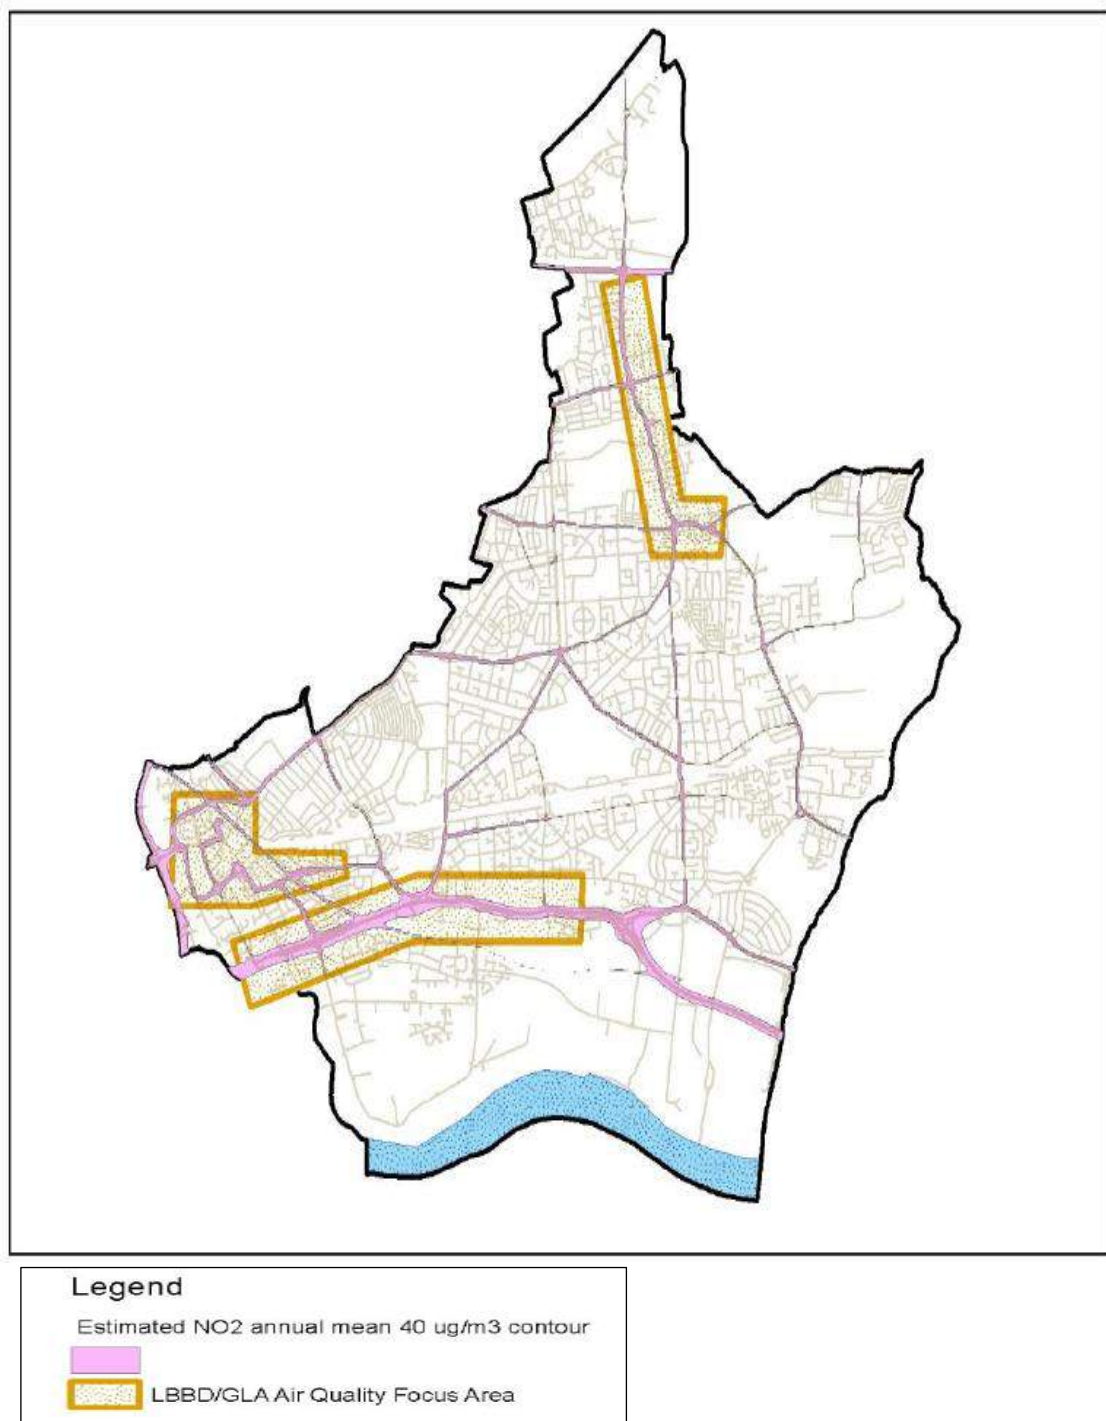 Legend
Estimated NO2 annual mean 40 ug/m3 contour
LBBD/GLA Air Quality Focus Area